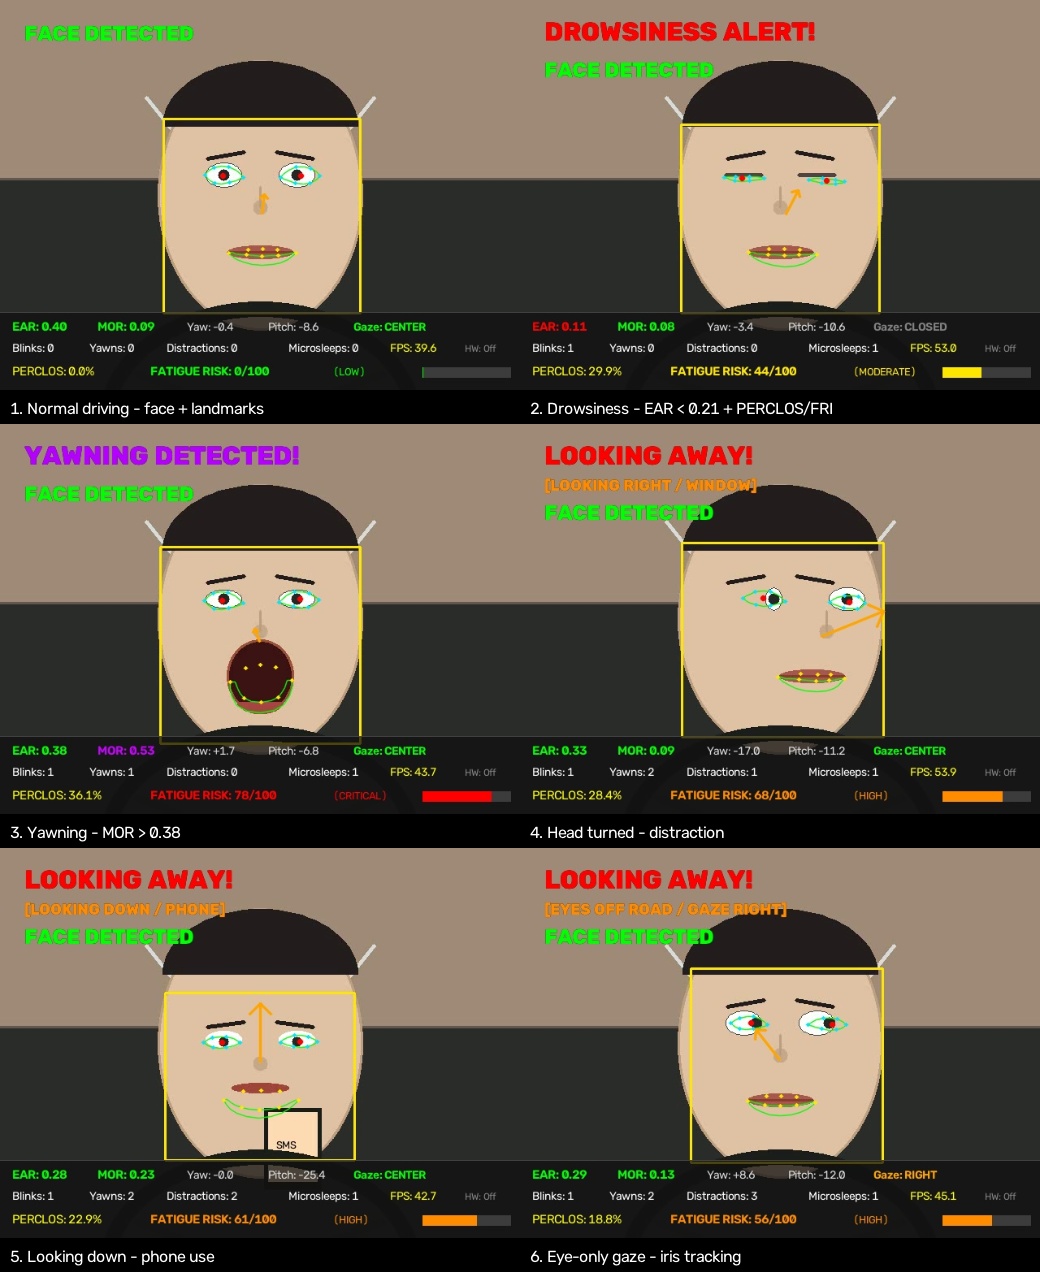 FACE DETECTED
EAR: 0.40 MOR: 0.09 Yaw: -0.4 Pitch: -8.6 Gaze: CENTER
Blinks: 0 Yawns: 0 Distractions: 0 Microsleeps: 0 FPS: 39.6 HW: Off
PERCLOS: 0.0% FATIGUE RISK: 0/100 (LOW)
1. Normal driving - face + landmarks
DROWSINESS ALERT!
FACE DETECTED
EAR: 0.11 MOR: 0.08 Yaw: -3.4 Pitch: -10.6 Gaze: CLOSED
Blinks: 1 Yawns: 0 Distractions: 0 Microsleeps: 1 FPS: 53.0 HW: Off
PERCLOS: 29.9% FATIGUE RISK: 44/100 (MODERATE)
2. Drowsiness - EAR < 0.21 + PERCLOS/FRI
YAWNING DETECTED!
FACE DETECTED
EAR: 0.38 MOR: 0.53 Yaw: +1.7 Pitch: -6.8 Gaze: CENTER
Blinks: 1 Yawns: 1 Distractions: 0 Microsleeps: 1 FPS: 43.7 HW: Off
PERCLOS: 36.1% FATIGUE RISK: 78/100 (CRITICAL)
3. Yawning - MOR > 0.38
LOOKING AWAY!
[LOOKING RIGHT / WINDOW]
FACE DETECTED
EAR: 0.33 MOR: 0.09 Yaw: -17.0 Pitch: -11.2 Gaze: CENTER
Blinks: 1 Yawns: 2 Distractions: 1 Microsleeps: 1 FPS: 53.9 HW: Off
PERCLOS: 28.4% FATIGUE RISK: 68/100 (HIGH)
4. Head turned - distraction
LOOKING AWAY!
[LOOKING DOWN / PHONE]
FACE DETECTED
SMS
EAR: 0.28 MOR: 0.23 Yaw: -0.0 Pitch: -25.4 Gaze: CENTER
Blinks: 1 Yawns: 2 Distractions: 2 Microsleeps: 1 FPS: 42.7 HW: Off
PERCLOS: 22.9% FATIGUE RISK: 61/100 (HIGH)
5. Looking down - phone use
LOOKING AWAY!
[EYES OFF ROAD / GAZE RIGHT]
FACE DETECTED
EAR: 0.29 MOR: 0.13 Yaw: +8.6 Pitch: -12.0 Gaze: RIGHT
Blinks: 1 Yawns: 2 Distractions: 3 Microsleeps: 1 FPS: 45.1 HW: Off
PERCLOS: 18.8% FATIGUE RISK: 56/100 (HIGH)
6. Eye-only gaze - iris tracking